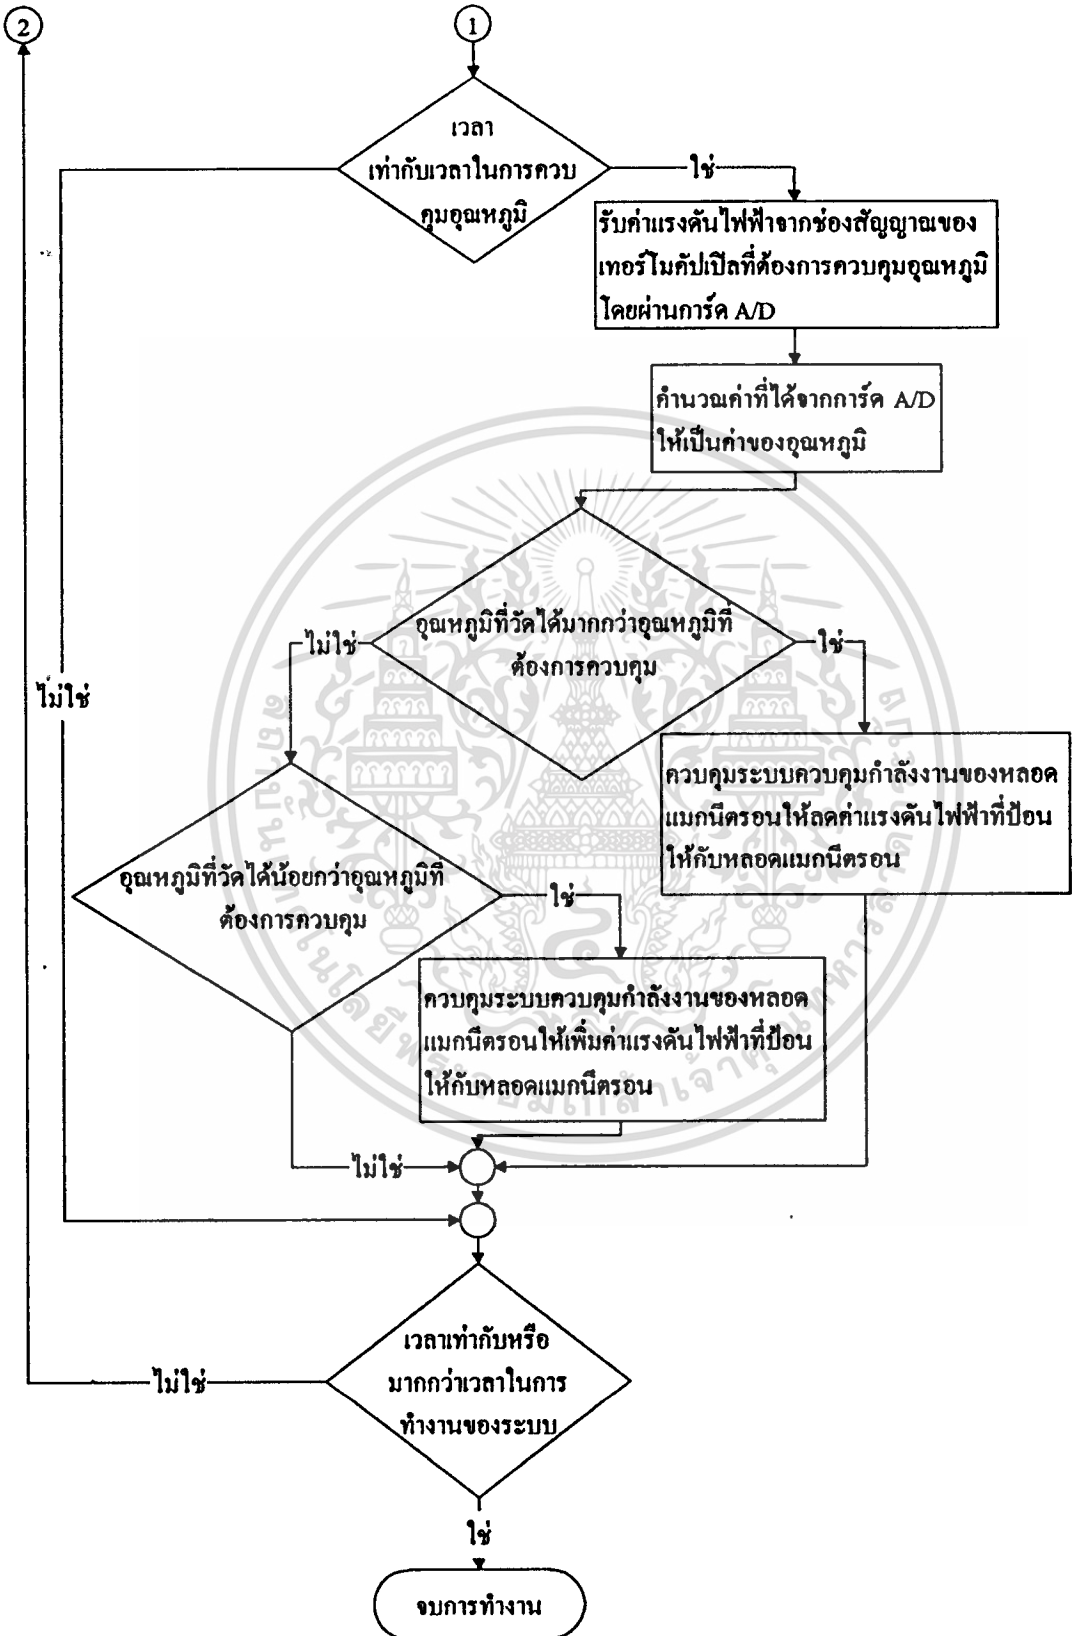 2
1
เวลา
เท่ากับเวลาในการควบ
คุมอุณหภูมิ
ใช่
รับค่าแรงดันไฟฟ้าจากช่องสัญญาณของ
เทอร์โมคัปเปิลที่ต้องการควบคุมอุณหภูมิ
โดยผ่านการ์ด A/D
คำนวณค่าที่ได้จากการ์ด A/D
ให้เป็นค่าของอุณหภูมิ
อุณหภูมิที่วัดได้มากกว่าอุณหภูมิที่
ต้องการควบคุม
ไม่ใช่
ใช่
ไม่ใช่
ควบคุมระบบควบคุมกำลังงานของหลอด
แมกนีตรอนให้ลดค่าแรงดันไฟฟ้าที่ป้อน
ให้กับหลอดแมกนีตรอน
อุณหภูมิที่วัดได้น้อยกว่าอุณหภูมิที่
ต้องการควบคุม
ใช่
ควบคุมระบบควบคุมกำลังงานของหลอด
แมกนีตรอนให้เพิ่มค่าแรงดันไฟฟ้าที่ป้อน
ให้กับหลอดแมกนีตรอน
ไม่ใช่
เวลาเท่ากับหรือ
มากกว่าเวลาในการ
ทำงานของระบบ
ไม่ใช่
ใช่
จบการทำงาน